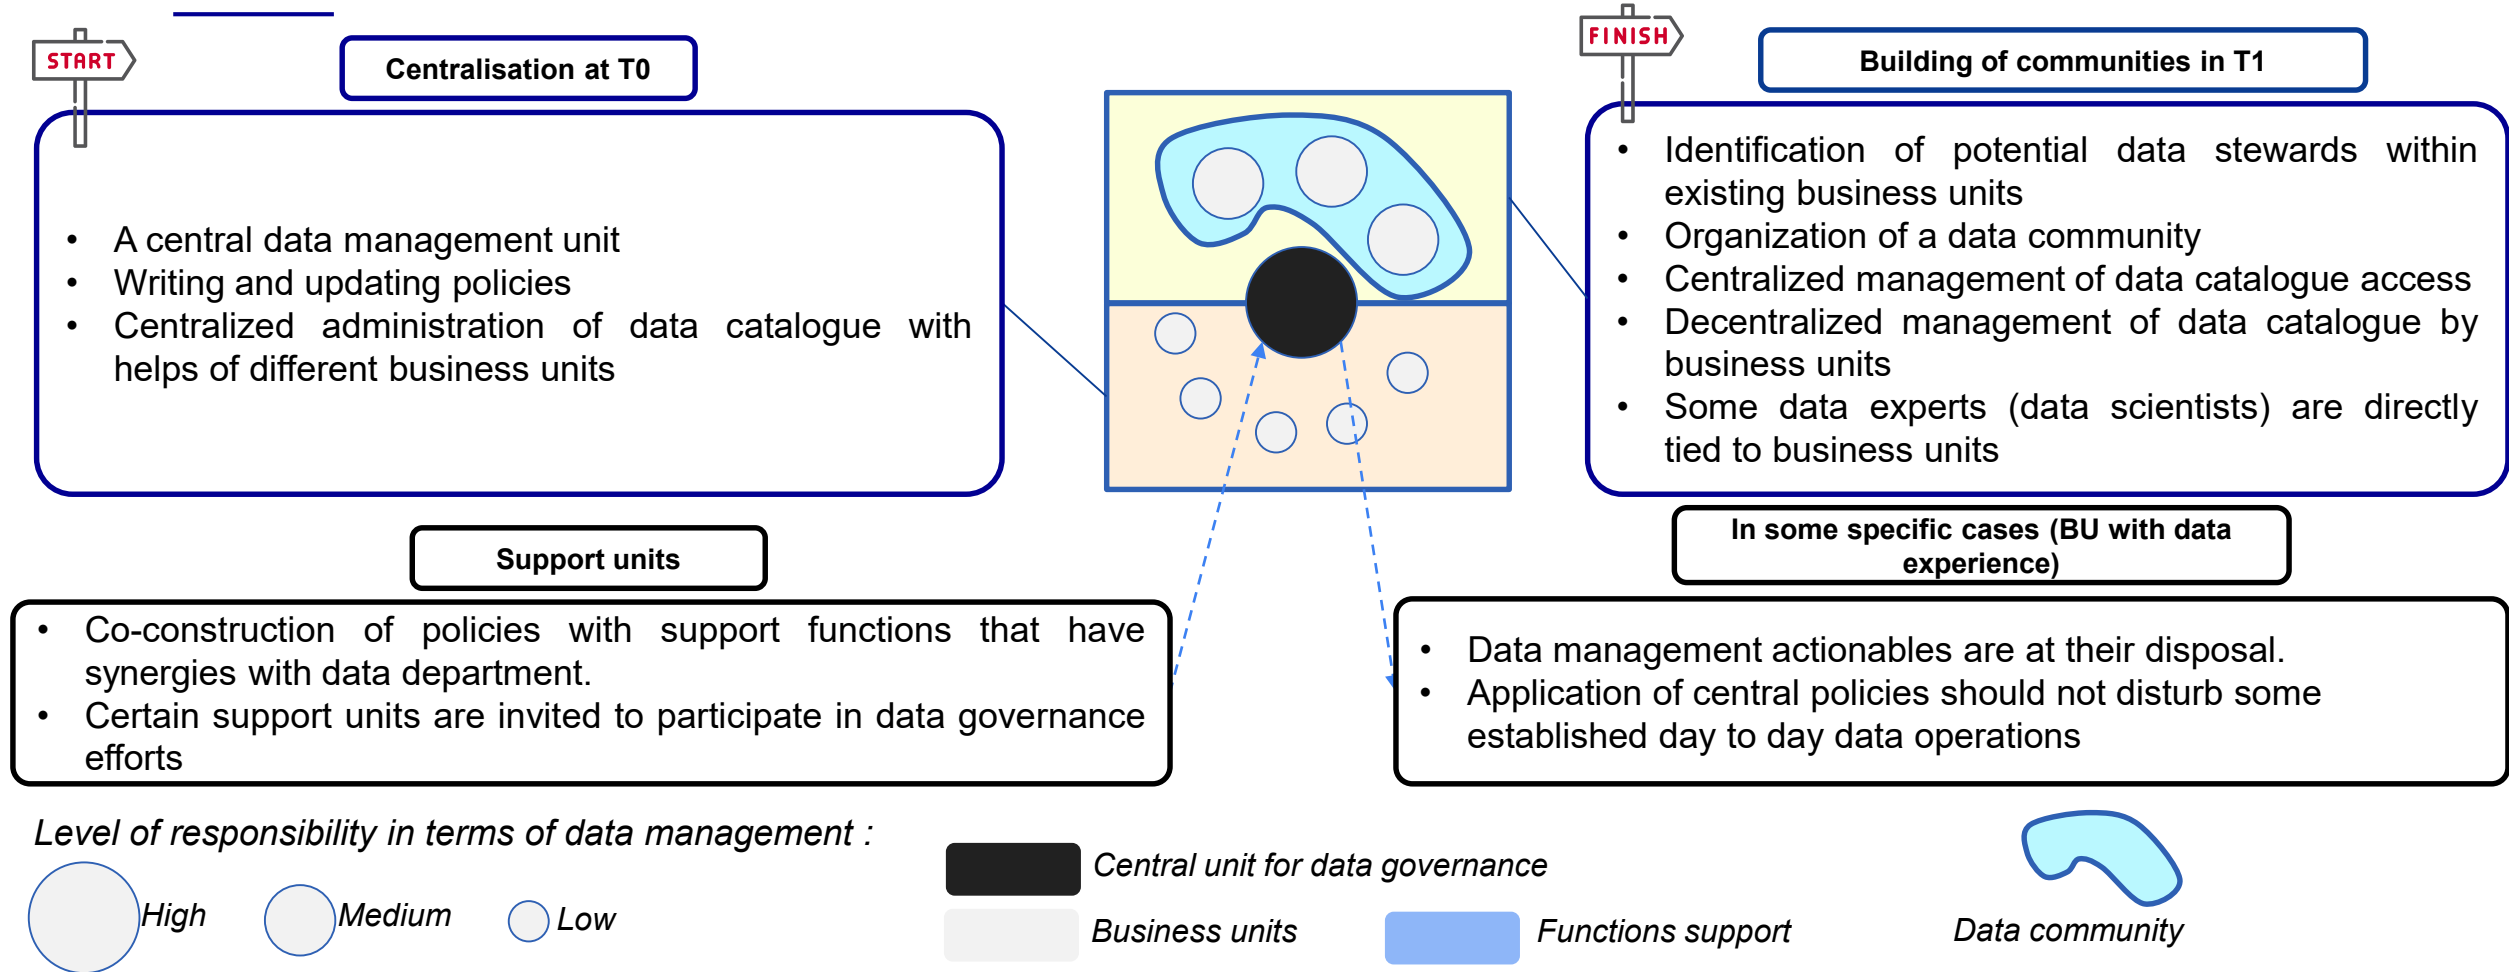 START
Centralisation at T0
• A central data management unit
• Writing and updating policies
• Centralized administration of data catalogue with
helps of different business units
FINISH
Building of communities in T1
• Identification of potential data stewards within
existing business units
• Organization of a data community
• Centralized management of data catalogue access
• Decentralized management of data catalogue by
business units
• Some data experts (data scientists) are directly
tied to business units
Support units
• Co-construction of policies with support functions that have
synergies with data department.
• Certain support units are invited to participate in data governance
efforts
In some specific cases (BU with data
experience)
• Data management actionables are at their disposal.
• Application of central policies should not disturb some
established day to day data operations
Level of responsibility in terms of data management :
High
Medium
Low
Central unit for data governance
Business units
Functions support
Data community